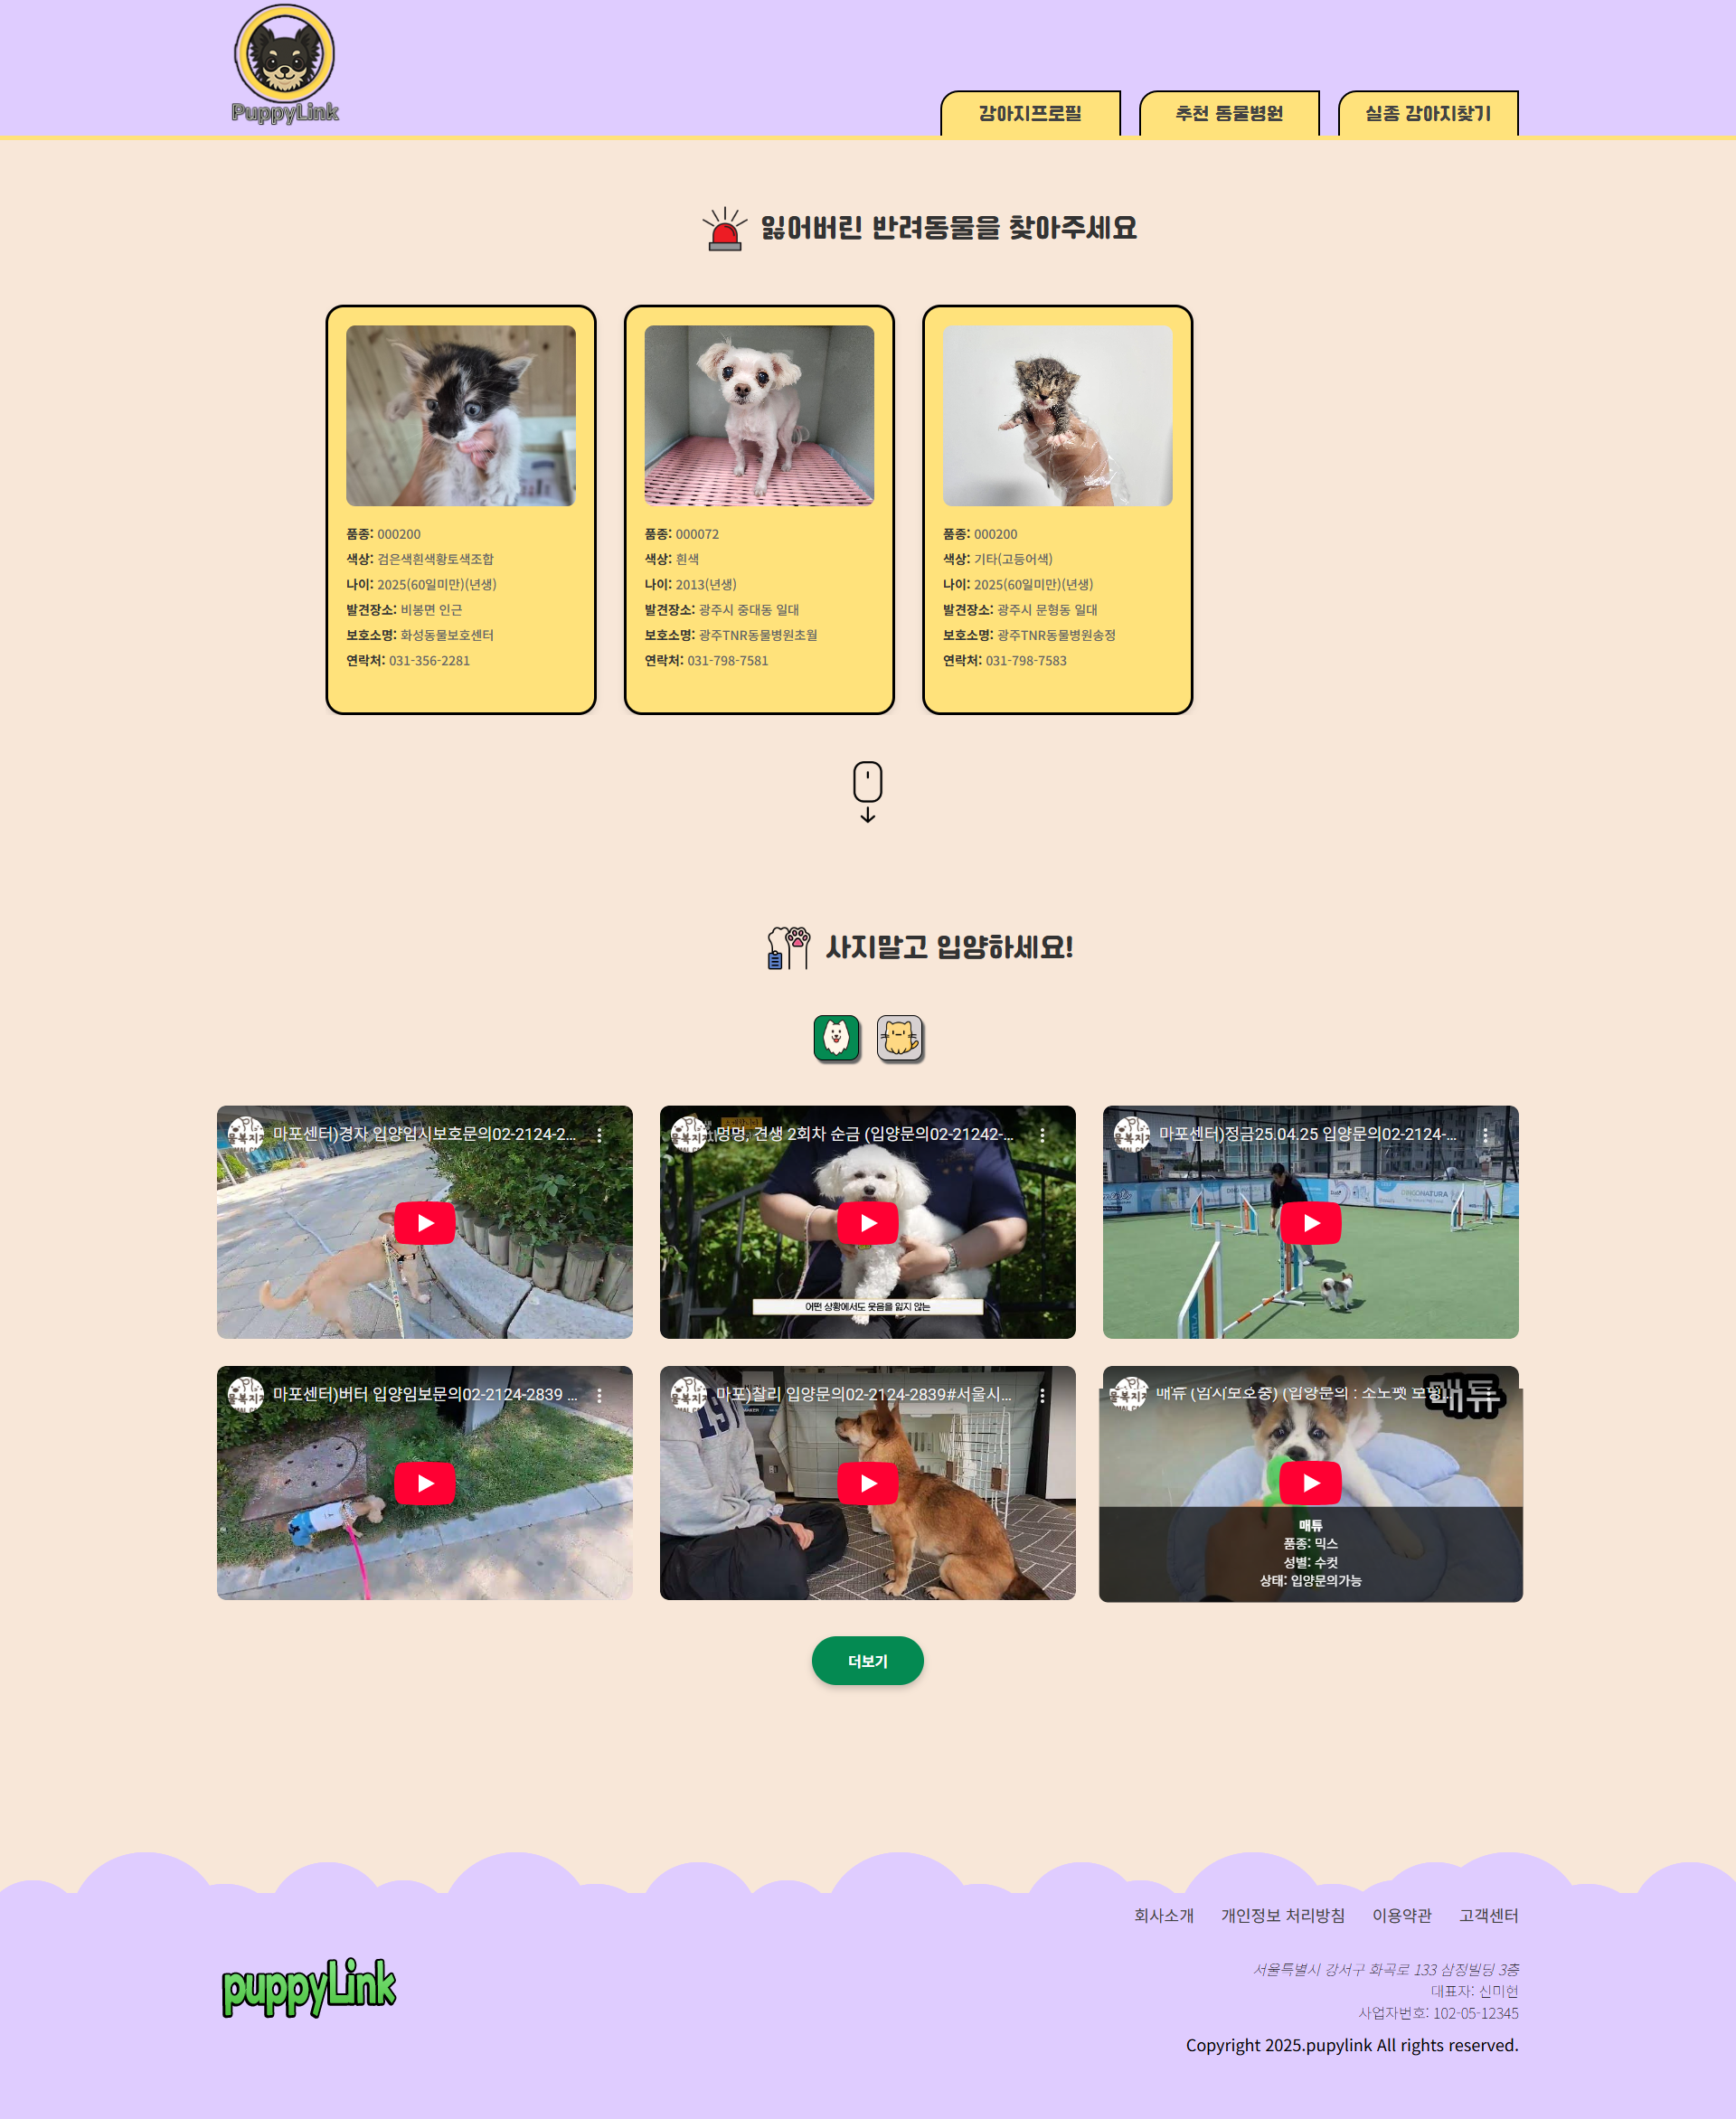 PuppyLink
강아지프로필
추천 동물병원
실종 강아지찾기
잃어버린 반려동물을 찾아주세요
품종: 000200
색상: 검은색흰색황토색조합
나이: 2025(60일미만)(년생)
발견장소: 비봉면 인근
보호소명: 화성동물보호센터
연락처: 031-356-2281
품종: 000072
색상: 흰색
나이: 2013(년생)
발견장소: 광주시 중대동 일대
보호소명: 광주TNR동물병원초월
연락처: 031-798-7581
품종: 000200
색상: 기타(고등어색)
나이: 2025(60일미만)(년생)
발견장소: 광주시 문형동 일대
보호소명: 광주TNR동물병원송정
연락처: 031-798-7583
사지말고 입양하세요!
마포센터)경자 입양임시보호문의02-2124-2...
멍멍, 견생 2회차 순금 (입양문의02-21242-...
어떤 상황에서도 웃음을 잃지 않는
마포센터)정금25.04.25 입양문의02-2124-...
마포센터)버터 입양임보문의02-2124-2839 ...
마포)찰리 입양문의02-2124-2839#서울시...
매튜 (임시보호중) (입양문의 :
매튜
매튜
품종: 믹스
성별: 수컷
상태: 입양문의가능
더보기
회사소개
개인정보 처리방침
이용약관
고객센터
puppyLink
서울특별시 강서구 화곡로 133 삼정빌딩 3층
대표자: 신미현
사업자번호: 102-05-12345
Copyright 2025.pupylink All rights reserved.